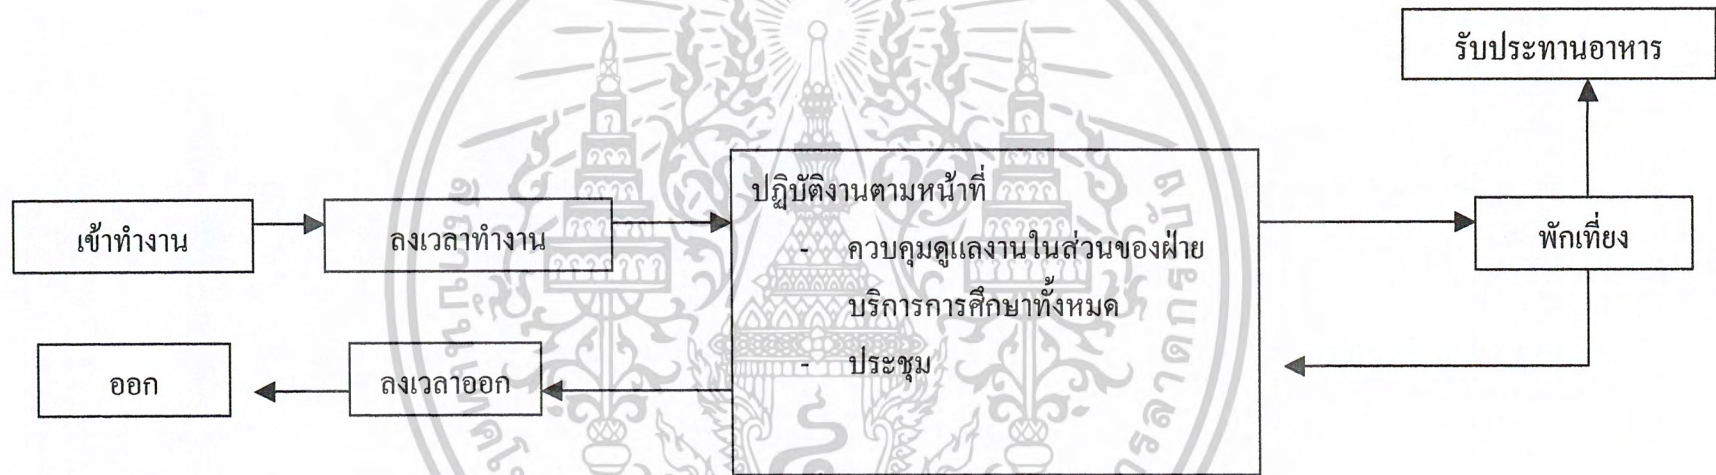 รับประทานอาหาร
เข้าทำงาน
ลงเวลาทำงาน
ปฏิบัติงานตามหน้าที่
- ควบคุมดูแลงานในส่วนของฝ่าย
บริการการศึกษาทั้งหมด
- ประชุม
พักเที่ยง
ออก
ลงเวลาออก